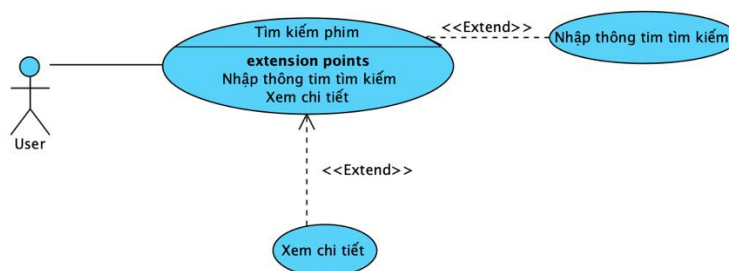 Tìm kiếm phim
extension points
Nhập thông tim tìm kiếm
Xem chi tiết
<<Extend>>
Nhập thông tim tìm kiếm
User
<<Extend>>
Xem chi tiết